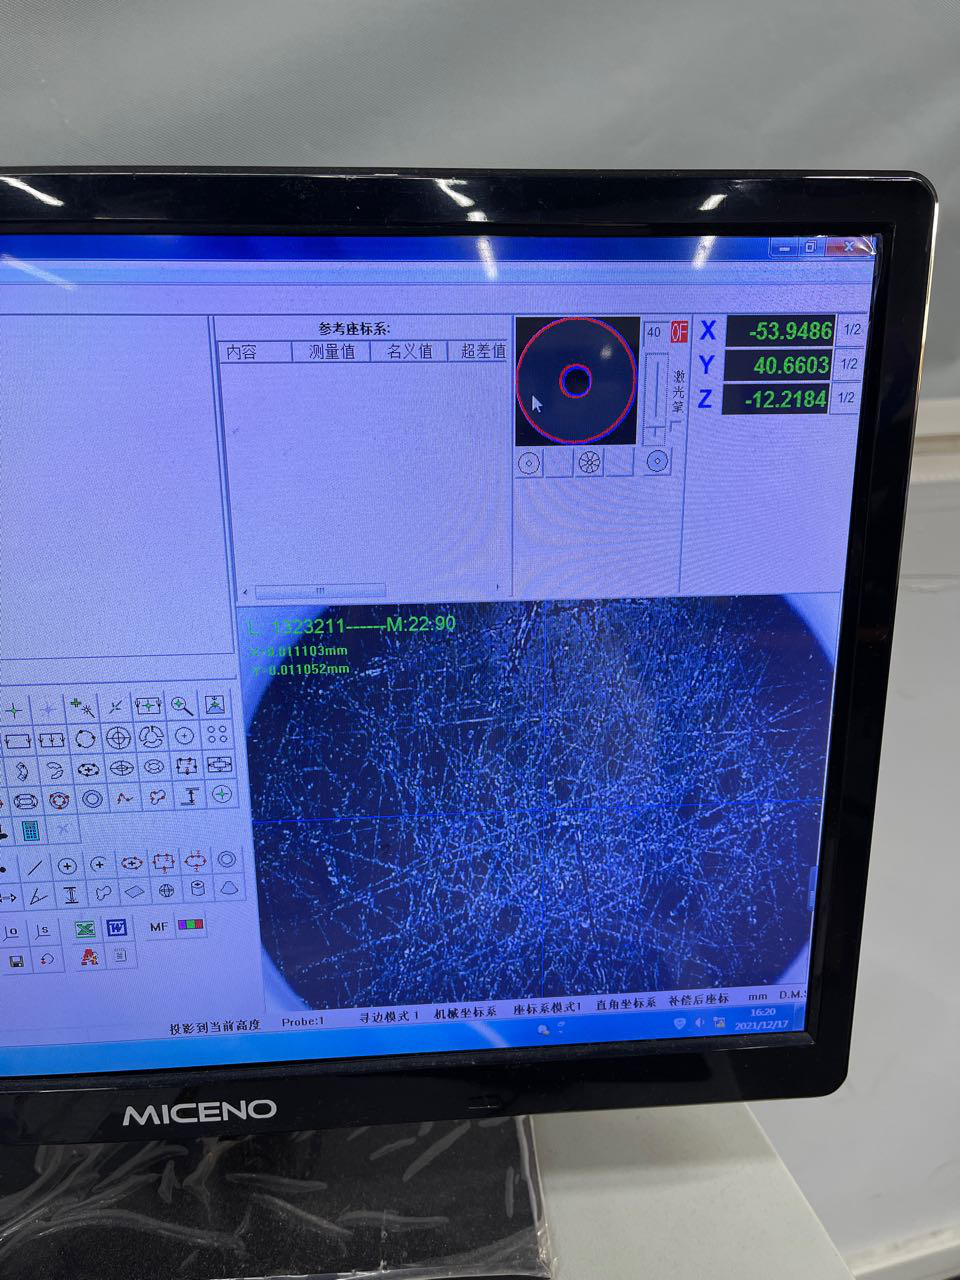 参考座标系:
内容 测量值 名义值 超差值
40 OF
激光笔
X -53.9486 1/2
Y 40.6603 1/2
Z -12.2184 1/2
L: 1323211------M:22:90
X=0.011103mm
Y=0.011052mm
MF
投影到当前高度 Probe:1 寻边模式 1 机械坐标系 座标系模式1 直角坐标系 补偿后座标 mm D.M.S
16:20
2021/12/17
MICENO